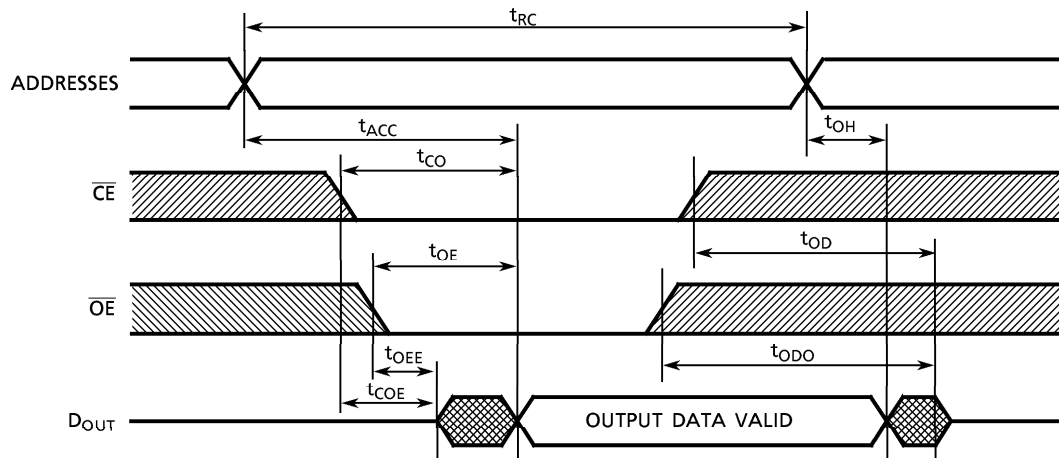 tRC
ADDRESSES
tACC
tOH
tCO
CE
tOD
tOE
OE
tOEE
tODO
tCOE
DOUT
OUTPUT DATA VALID